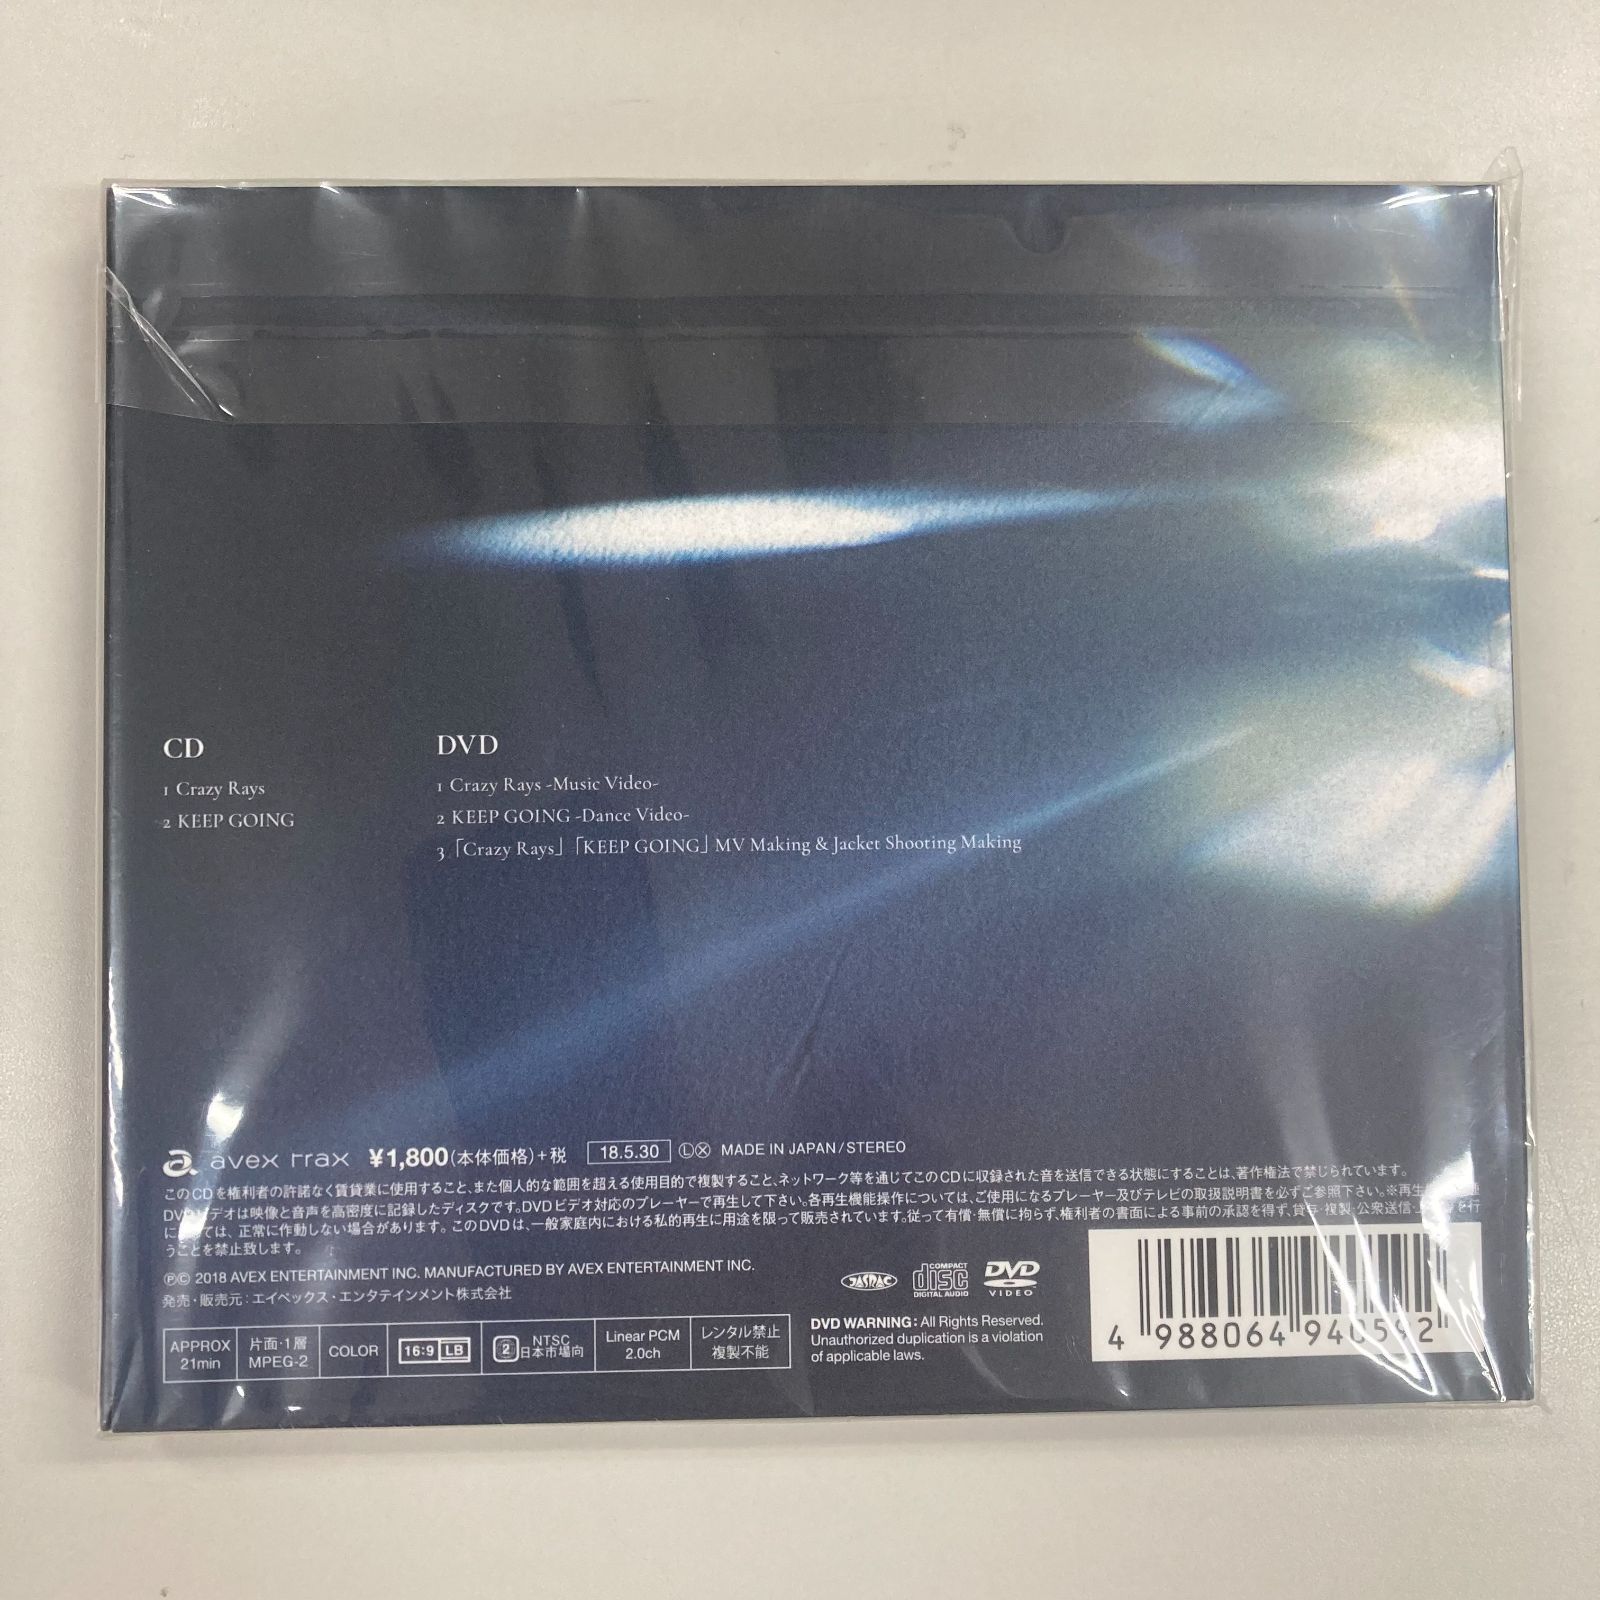 CD
1 Crazy Rays
2 KEEP GOING
DVD
1 Crazy Rays -Music Video-
2 KEEP GOING -Dance Video-
3 「Crazy Rays」「KEEP GOING」 MV Making & Jacket Shooting Making
avex trax ¥1,800(本体価格)+税 18.5.30 ⓁⓍ MADE IN JAPAN/STEREO
このCDを権利者の許諾なく賃貸業に使用すること、また個人的な範囲を超える使用目的で複製すること、ネットワーク等を通じてこのCDに収録された音を送信できる状態にすることは、著作権法で禁じられています。
DVDビデオは映像と音声を高密度に記録したディスクです。DVDビデオ対応のプレーヤーで再生して下さい。各再生機能操作については、ご使用になるプレーヤー及びテレビの取扱説明書を必ずご参照下さい。※再生
によっては、正常に作動しない場合があります。このDVDは、一般家庭内における私的再生に用途を限って販売されています。従って有償・無償に拘らず、権利者の書面による事前の承認を得ず、貸与・複製・公衆送信・を行
うことを禁止致します。
℗© 2018 AVEX ENTERTAINMENT INC. MANUFACTURED BY AVEX ENTERTAINMENT INC.
発売・販売元：エイベックス・エンタテインメント株式会社
JASRAC
COMPACT disc DIGITAL AUDIO
DVD VIDEO
APPROX 21min
片面・1層 MPEG-2
COLOR
16:9 LB
2 NTSC 日本市場向
Linear PCM 2.0ch
レンタル禁止 複製不能
DVD WARNING: All Rights Reserved.
Unauthorized duplication is a violation
of applicable laws.
4 988064 940592